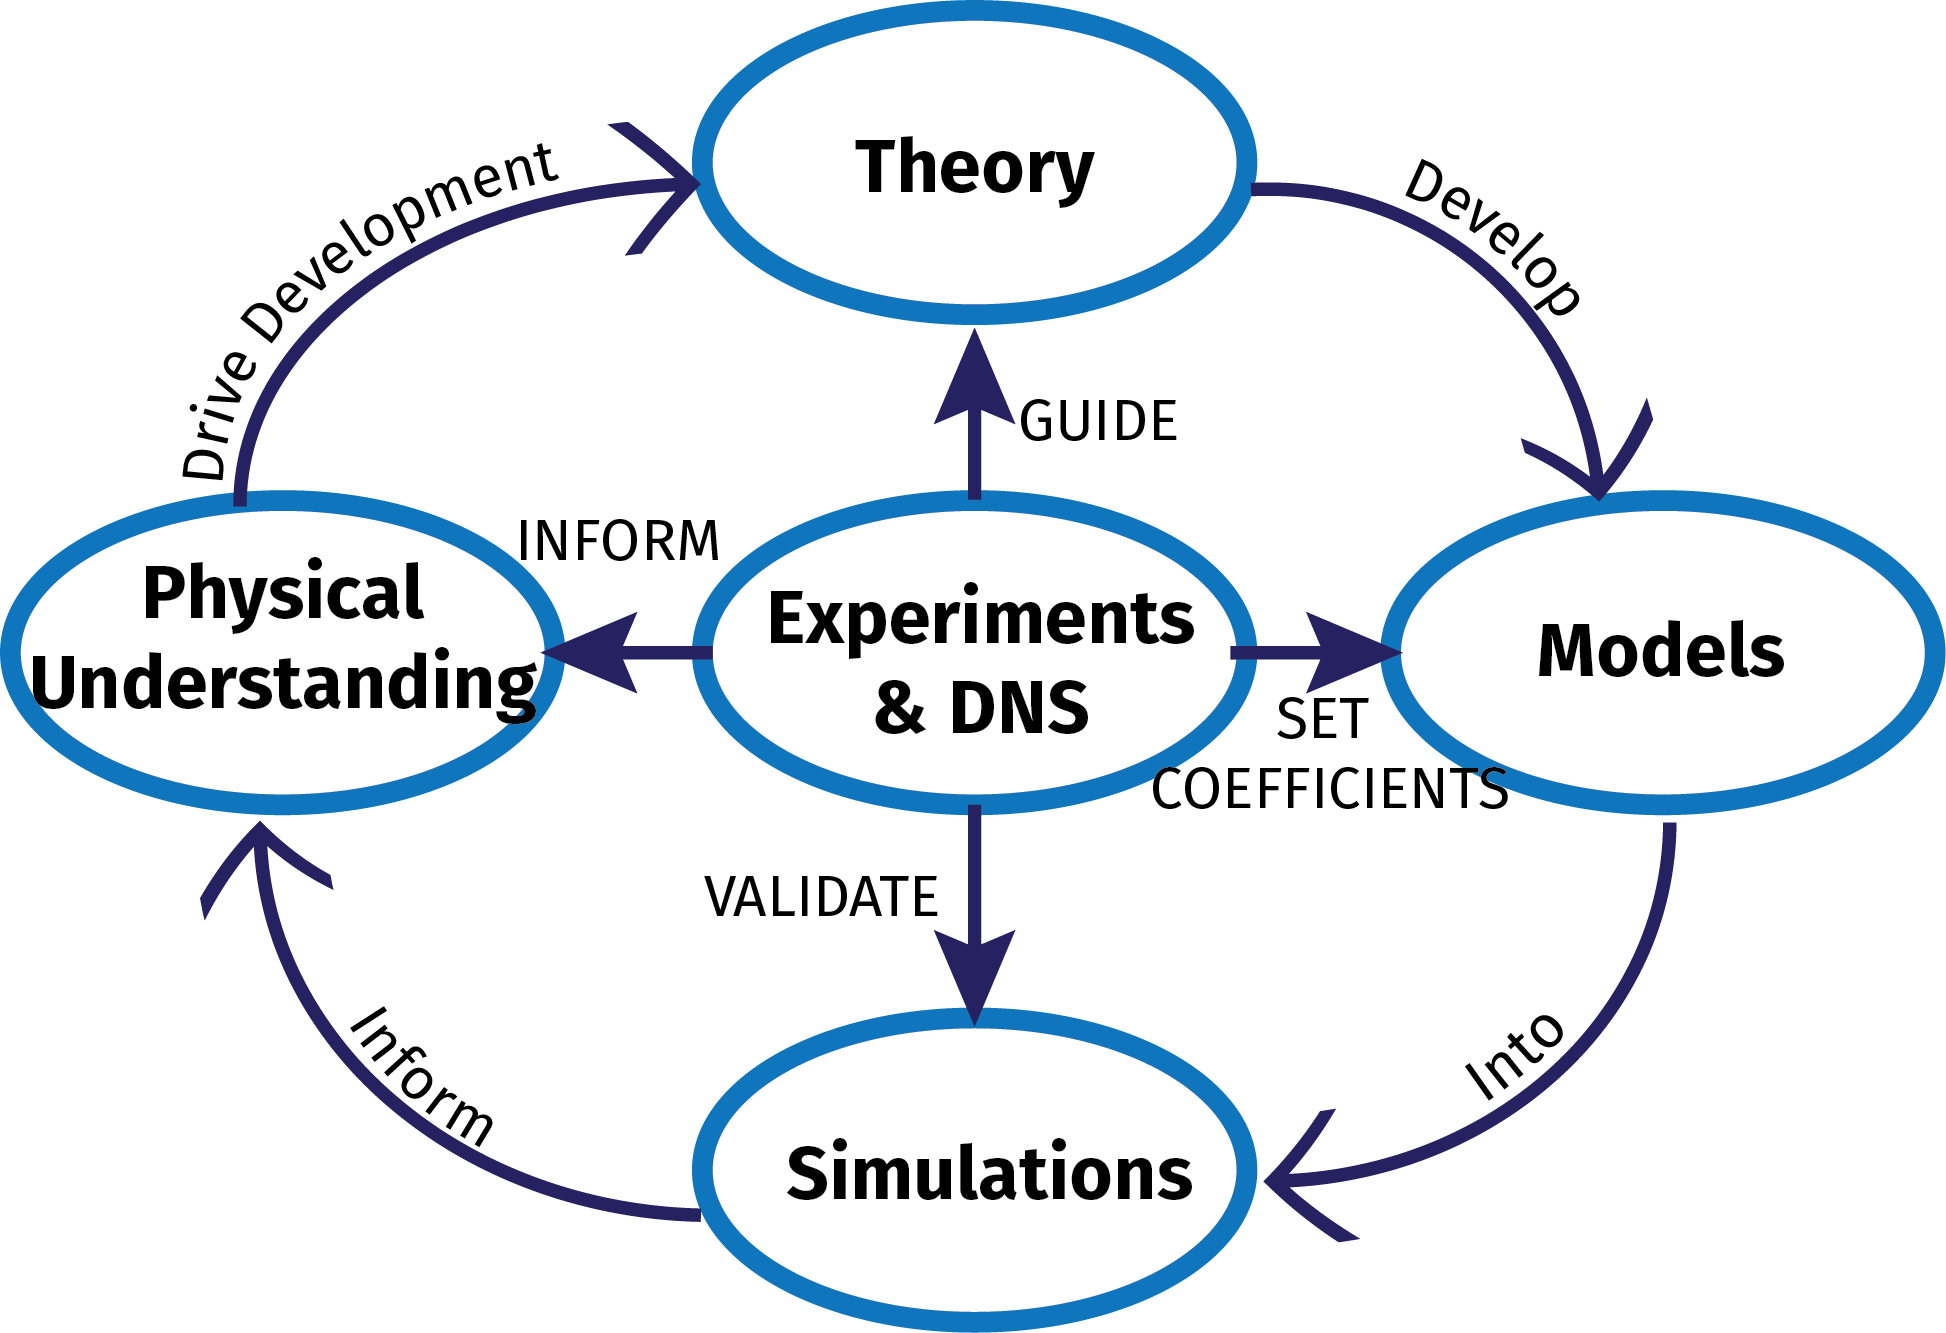 Theory
Drive Development
Develop
GUIDE
INFORM
Physical
Understanding
Experiments
& DNS
Models
SET
COEFFICIENTS
VALIDATE
Inform
Into
Simulations